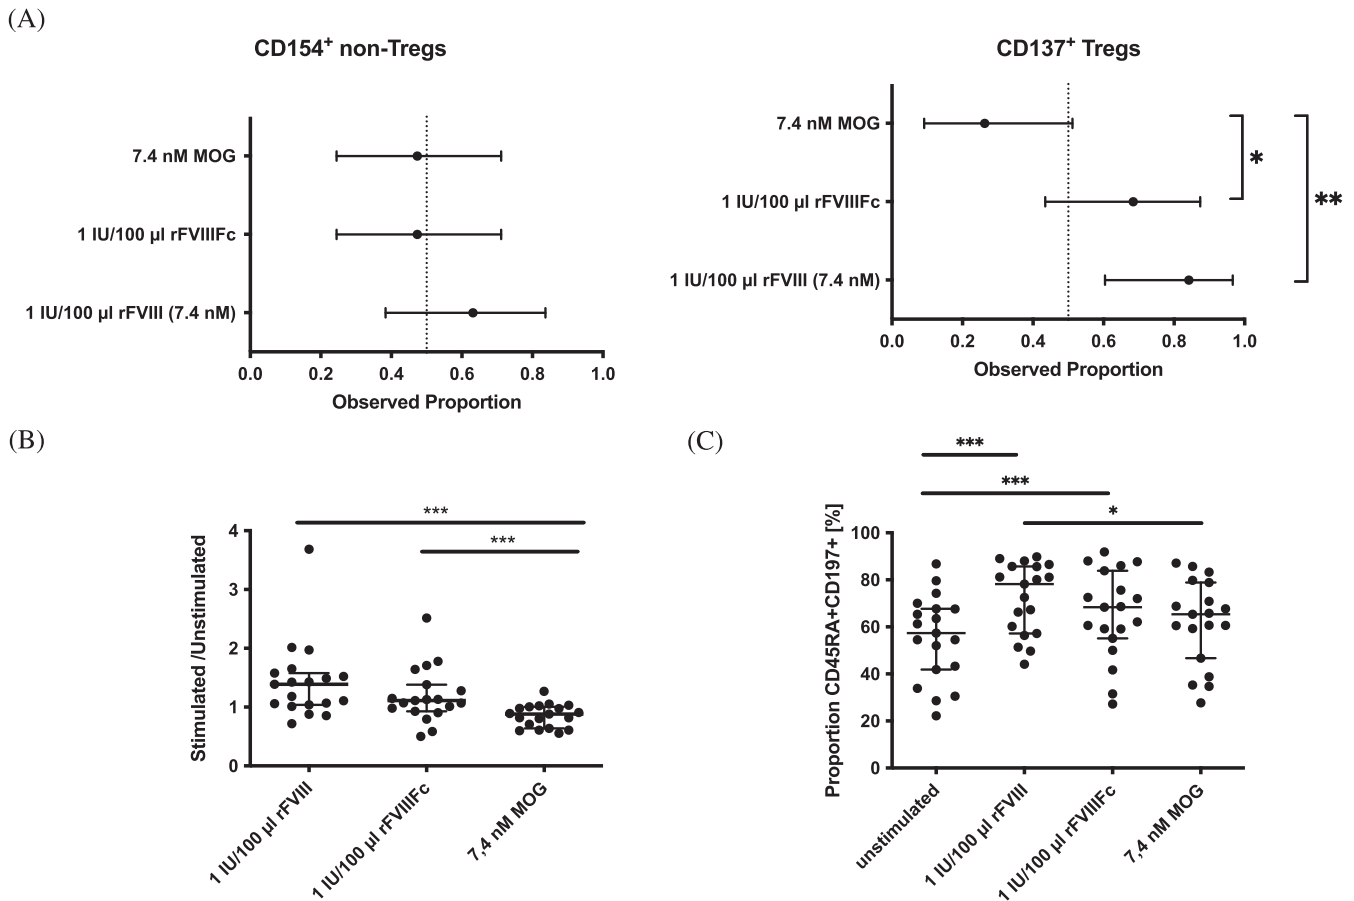 (A)
CD154+ non-Tregs
7.4 nM MOG
1 IU/100 µl rFVIIIFc
1 IU/100 µl rFVIII (7.4 nM)
0.0 0.2 0.4 0.6 0.8 1.0
Observed Proportion
CD137+ Tregs
7.4 nM MOG
1 IU/100 µl rFVIIIFc
1 IU/100 µl rFVIII (7.4 nM)
*
**
0.0 0.2 0.4 0.6 0.8 1.0
Observed Proportion
(B)
Stimulated /Unstimulated
4
3
2
1
0
***
***
1 IU/100 µl rFVIII
1 IU/100 µl rFVIIIFc
7,4 nM MOG
(C)
Proportion CD45RA+CD197+ [%]
100
80
60
40
20
0
***
***
*
unstimulated
1 IU/100 µl rFVIII
1 IU/100 µl rFVIIIFc
7,4 nM MOG